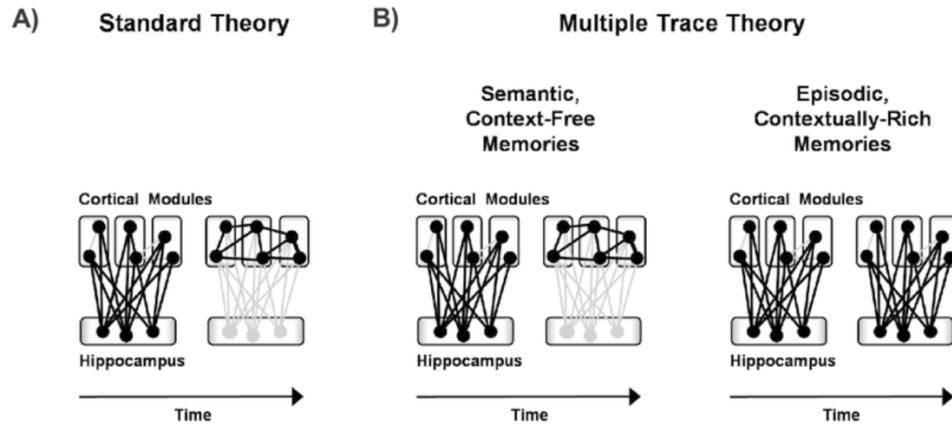 A) Standard Theory
B) Multiple Trace Theory
Semantic,
Context-Free
Memories
Episodic,
Contextually-Rich
Memories
Cortical Modules
Hippocampus
Time
Cortical Modules
Hippocampus
Time
Cortical Modules
Hippocampus
Time